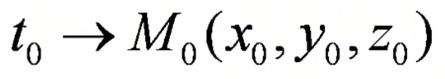 t₀ → M₀(x₀, y₀, z₀)